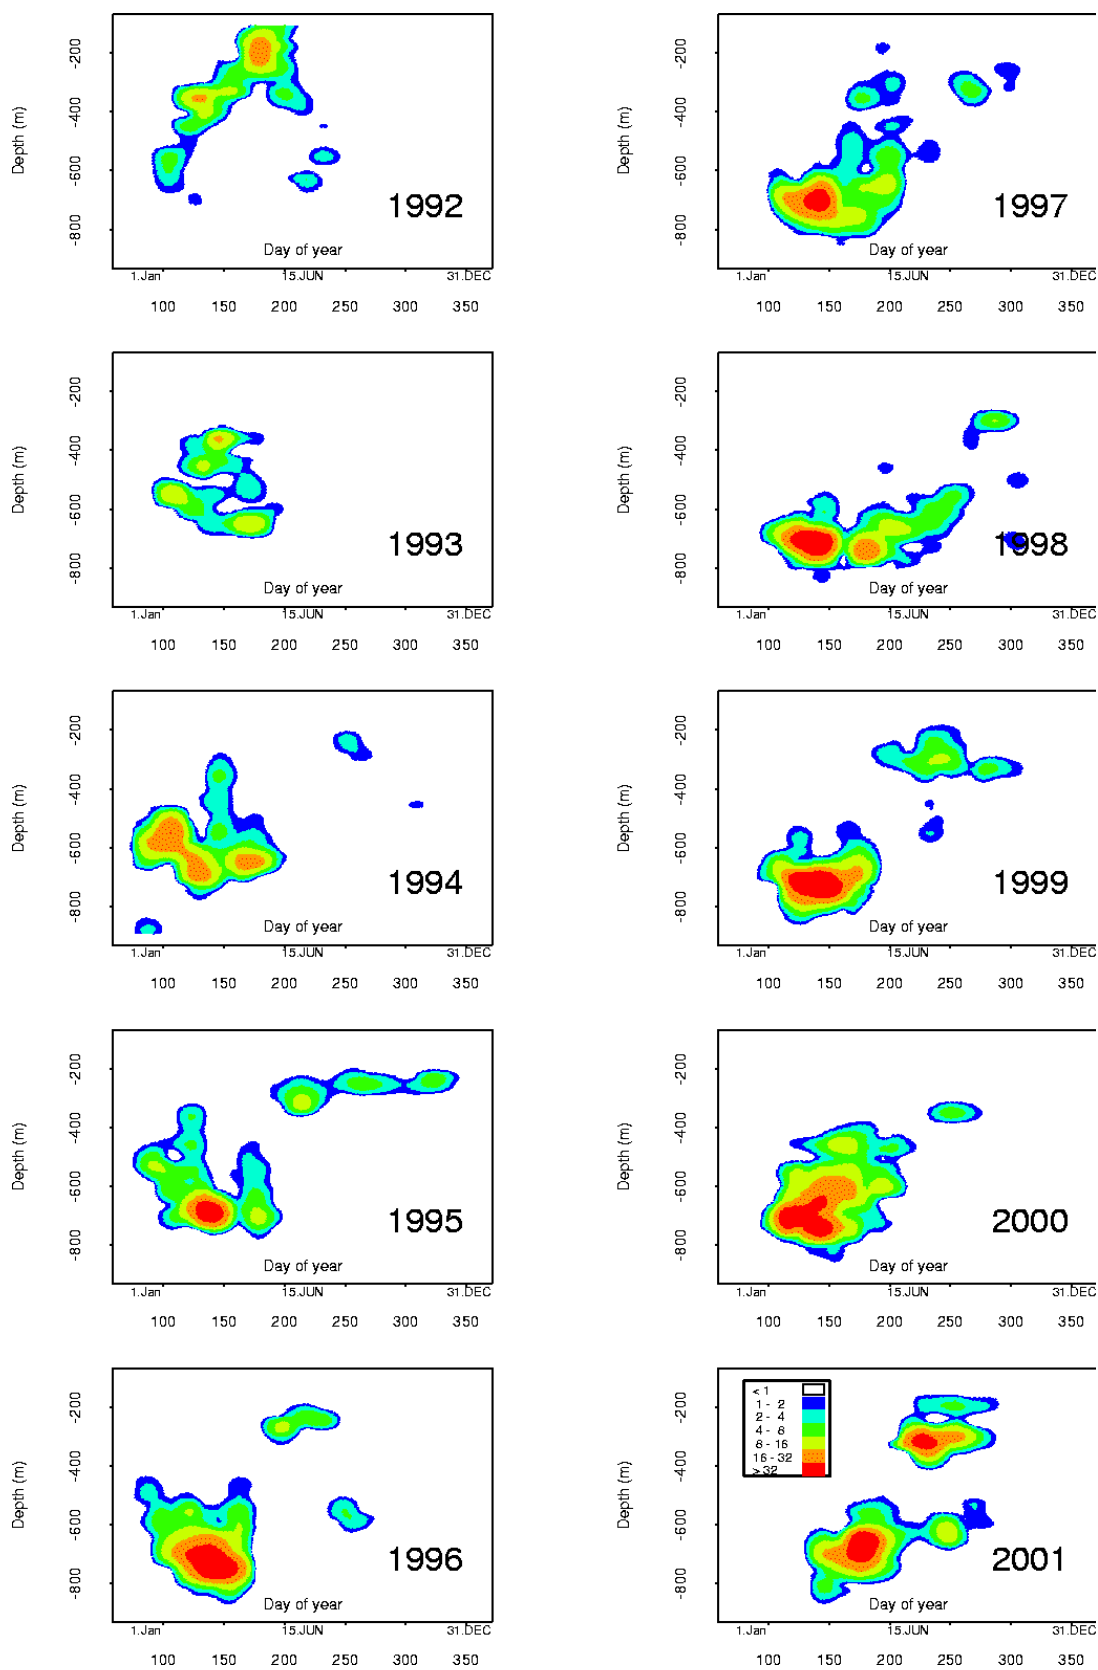 -200
-400
-600
-800
Depth (m)
1992
Day of year
1.Jan 15.JUN 31.DEC
100 150 200 250 300 350
-200
-400
-600
-800
Depth (m)
1997
Day of year
1.Jan 15.JUN 31.DEC
100 150 200 250 300 350
-200
-400
-600
-800
Depth (m)
1993
Day of year
1.Jan 15.JUN 31.DEC
100 150 200 250 300 350
-200
-400
-600
-800
Depth (m)
1998
Day of year
1.Jan 15.JUN 31.DEC
100 150 200 250 300 350
-200
-400
-600
-800
Depth (m)
1994
Day of year
1.Jan 15.JUN 31.DEC
100 150 200 250 300 350
-200
-400
-600
-800
Depth (m)
1999
Day of year
1.Jan 15.JUN 31.DEC
100 150 200 250 300 350
-200
-400
-600
-800
Depth (m)
1995
Day of year
1.Jan 15.JUN 31.DEC
100 150 200 250 300 350
-200
-400
-600
-800
Depth (m)
2000
Day of year
1.Jan 15.JUN 31.DEC
100 150 200 250 300 350
-200
-400
-600
-800
Depth (m)
1996
Day of year
1.Jan 15.JUN 31.DEC
100 150 200 250 300 350
-200
-400
-600
-800
Depth (m)
< 1
1 - 2
2 - 4
4 - 8
8 - 16
16 - 32
> 32
2001
Day of year
1.Jan 15.JUN 31.DEC
100 150 200 250 300 350